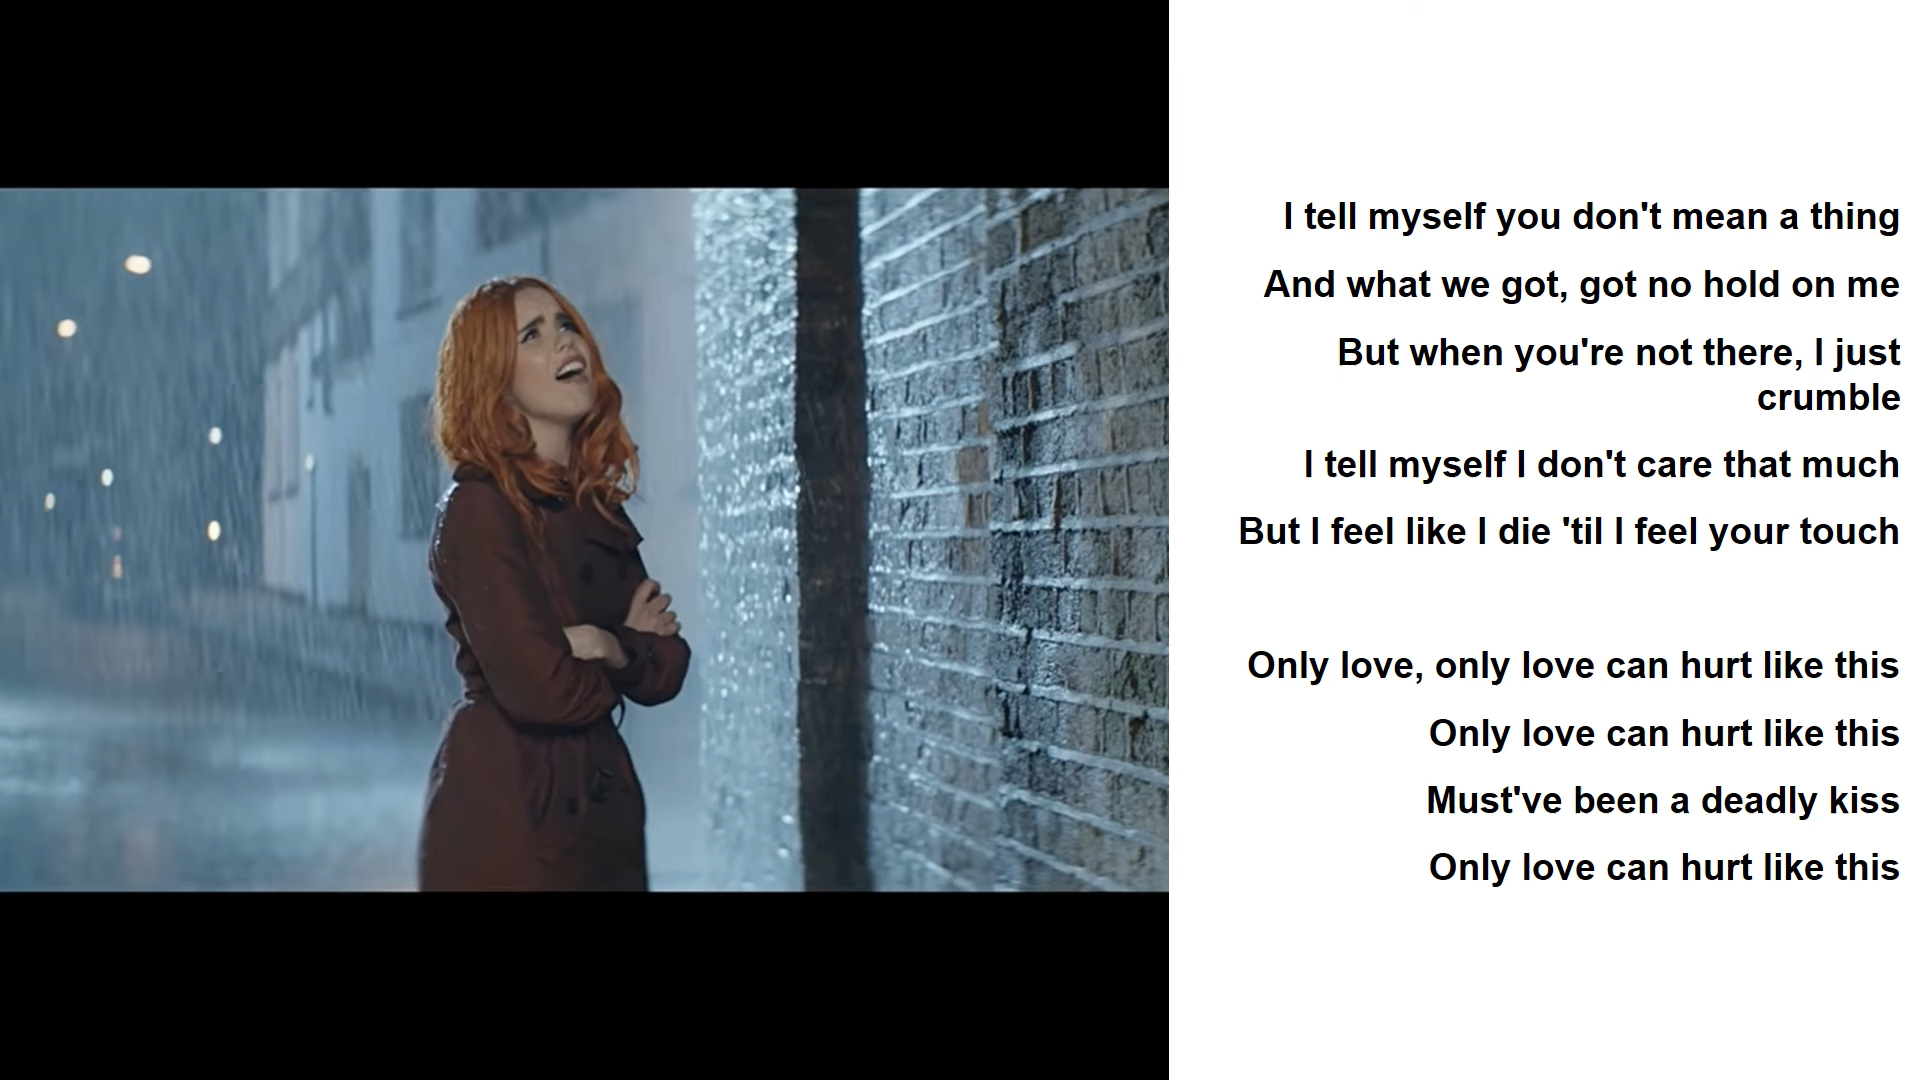 I tell myself you don't mean a thing
And what we got, got no hold on me
But when you're not there, I just
crumble
I tell myself I don't care that much
But I feel like I die 'til I feel your touch
Only love, only love can hurt like this
Only love can hurt like this
Must've been a deadly kiss
Only love can hurt like this